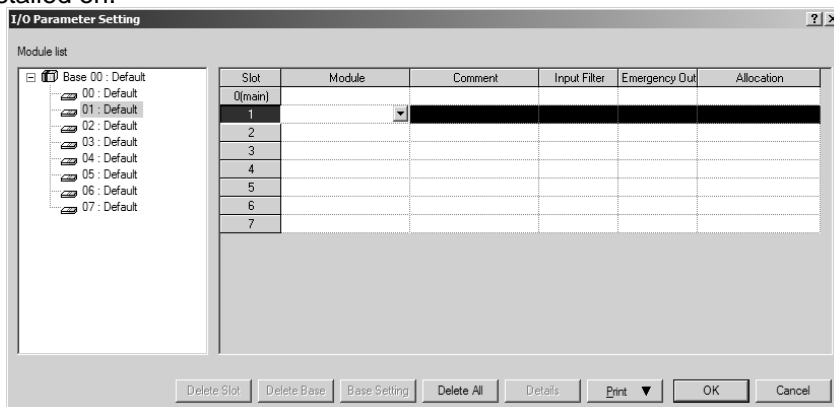 I/O Parameter Setting
Module list
Base 00 : Default
00 : Default
01 : Default
02 : Default
03 : Default
04 : Default
05 : Default
06 : Default
07 : Default
Slot Module Comment Input Filter Emergency Out Allocation
0(main)
1
2
3
4
5
6
7
Delete Slot Delete Base Base Setting Delete All Details Print ▼ OK Cancel